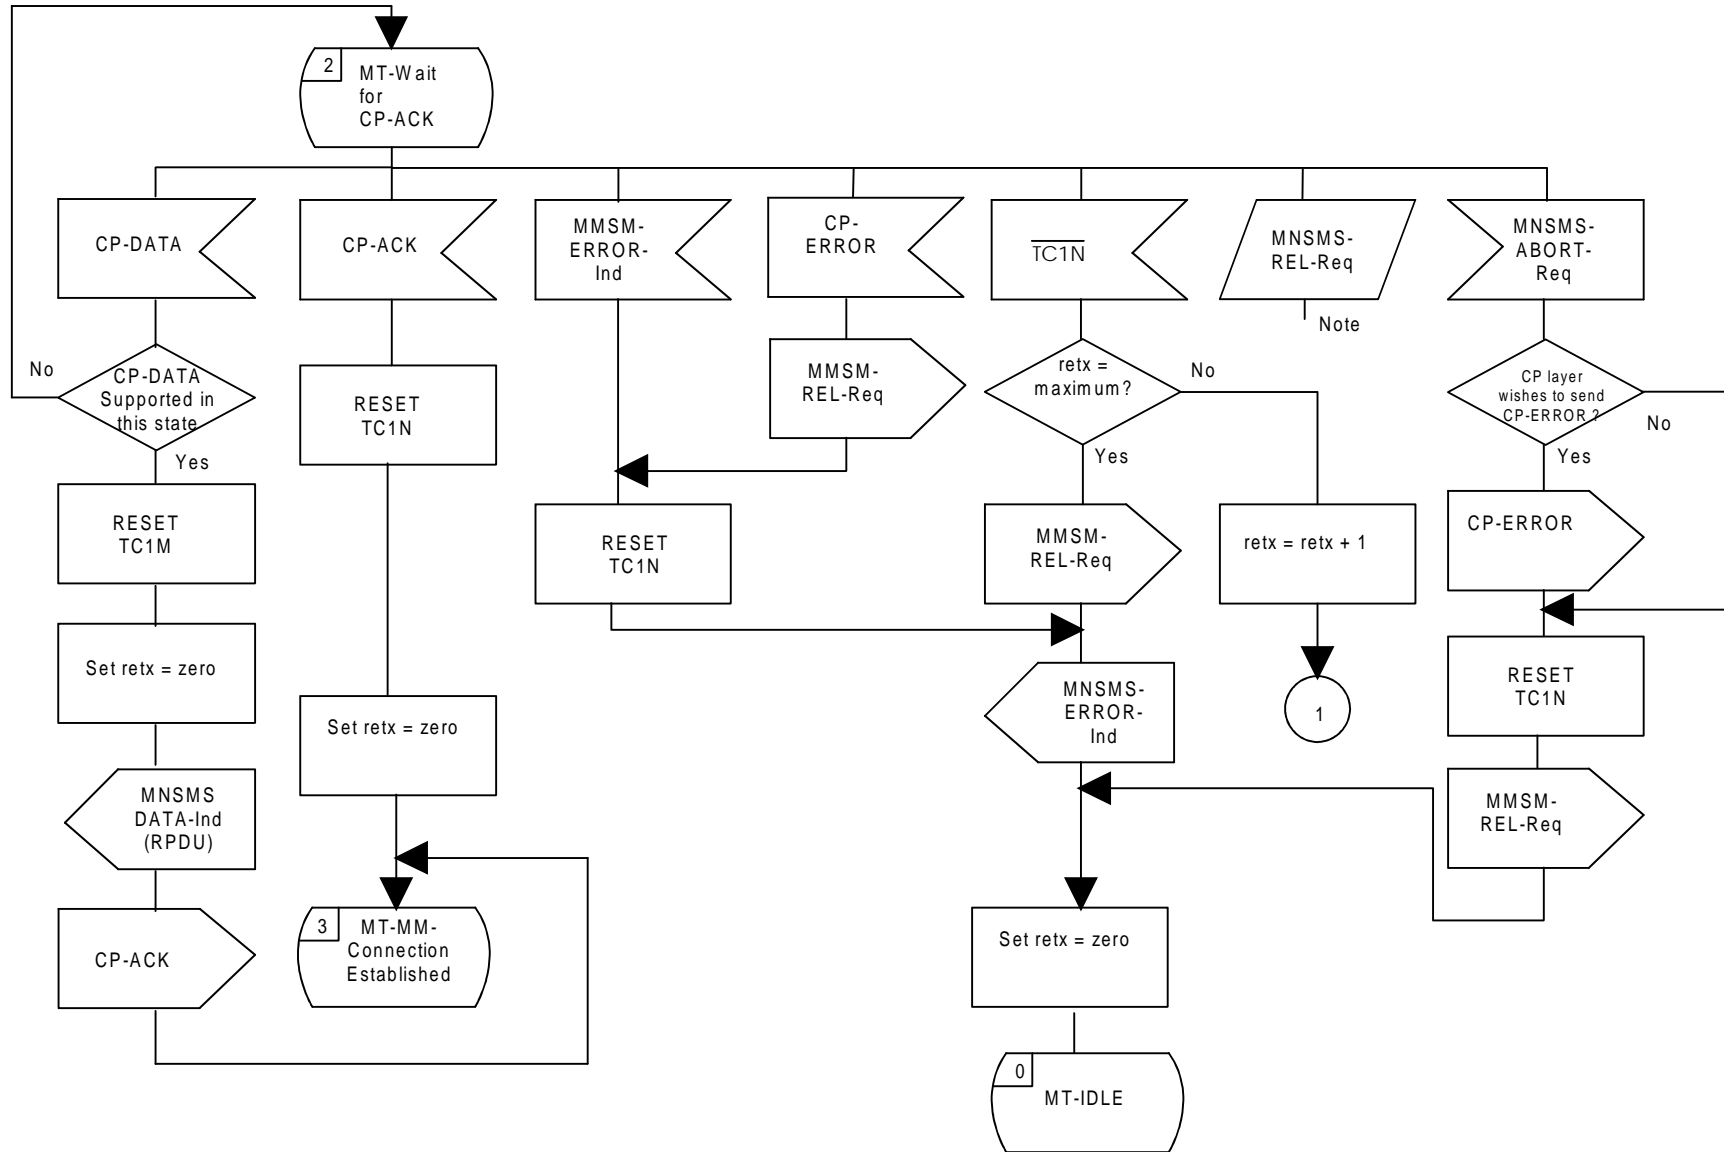 2
MT-Wait
for
CP-ACK
CP-DATA
CP-ACK
MMSM-
ERROR-
Ind
CP-
ERROR
TC1N
MNSMS-
REL-Req
Note
MNSMS-
ABORT-
Req
No
CP-DATA
Supported in
this state
Yes
RESET
TC1N
MMSM-
REL-Req
retx =
maximum?
No
Yes
CP layer
wishes to send
CP-ERROR ?
No
Yes
RESET
TC1M
RESET
TC1N
MMSM-
REL-Req
retx = retx + 1
CP-ERROR
Set retx = zero
Set retx = zero
MNSMS-
ERROR-
Ind
1
RESET
TC1N
MNSMS
DATA-Ind
(RPDU)
MMSM-
REL-Req
CP-ACK
3
MT-MM-
Connection
Established
Set retx = zero
0
MT-IDLE